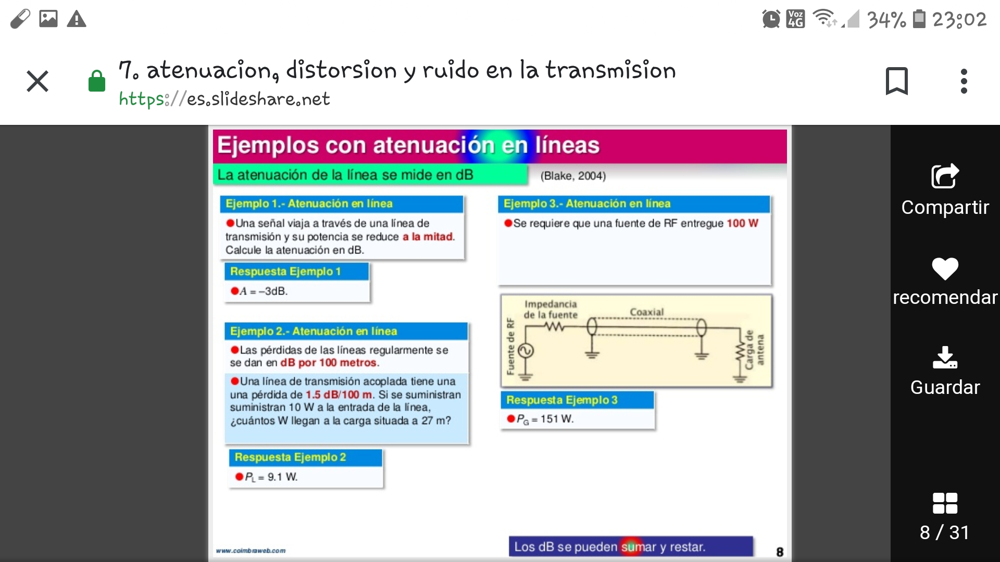 Voz 4G 34% 23:02
7. atenuacion, distorsion y ruido en la transmision
https://es.slideshare.net
Ejemplos con atenuación en líneas
La atenuación de la línea se mide en dB
(Blake, 2004)
Ejemplo 1.- Atenuación en línea
Una señal viaja a través de una línea de
transmisión y su potencia se reduce a la mitad.
Calcule la atenuación en dB.
Respuesta Ejemplo 1
A = –3dB.
Ejemplo 2.- Atenuación en línea
Las pérdidas de las líneas regularmente se
se dan en dB por 100 metros.
Una línea de transmisión acoplada tiene una
una pérdida de 1.5 dB/100 m. Si se suministran
suministran 10 W a la entrada de la línea,
¿cuántos W llegan a la carga situada a 27 m?
Respuesta Ejemplo 2
PL = 9.1 W.
Ejemplo 3.- Atenuación en línea
Se requiere que una fuente de RF entregue 100 W
Impedancia
de la fuente
Coaxial
Fuente de RF
Carga de
antena
Respuesta Ejemplo 3
PG = 151 W.
Los dB se pueden sumar y restar.
www.coimbraweb.com
8
Compartir
recomendar
Guardar
8 / 31